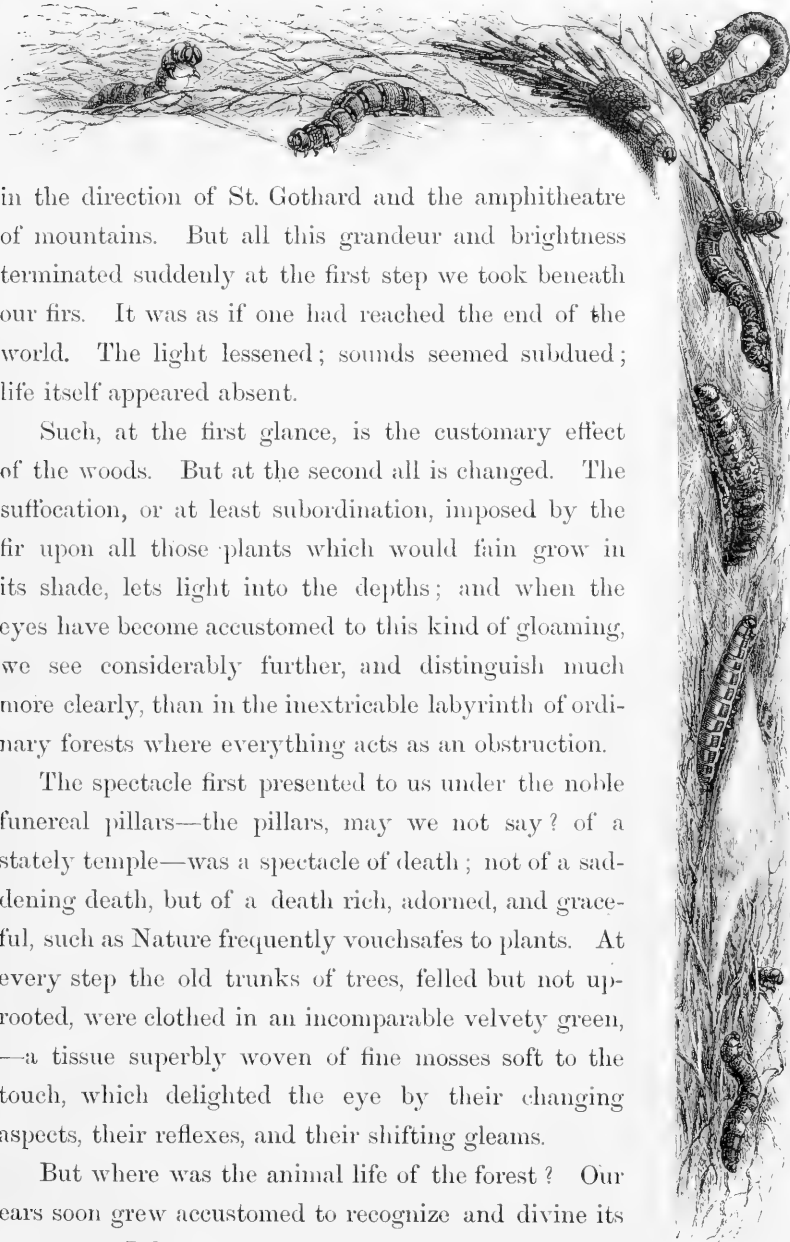 in the direction of St. Gothard and the amphitheatre
of mountains. But all this grandeur and brightness
terminated suddenly at the first step we took beneath
our firs. It was as if one had reached the end of the
world. The light lessened; sounds seemed subdued;
life itself appeared absent.
Such, at the first glance, is the customary effect
of the woods. But at the second all is changed. The
suffocation, or at least subordination, imposed by the
fir upon all those plants which would fain grow in
its shade, lets light into the depths; and when the
eyes have become accustomed to this kind of gloaming,
we see considerably further, and distinguish much
more clearly, than in the inextricable labyrinth of ordi-
nary forests where everything acts as an obstruction.
The spectacle first presented to us under the noble
funereal pillars—the pillars, may we not say? of a
stately temple—was a spectacle of death; not of a sad-
dening death, but of a death rich, adorned, and grace-
ful, such as Nature frequently vouchsafes to plants. At
every step the old trunks of trees, felled but not up-
rooted, were clothed in an incomparable velvety green,
—a tissue superbly woven of fine mosses soft to the
touch, which delighted the eye by their changing
aspects, their reflexes, and their shifting gleams.
But where was the animal life of the forest? Our
ears soon grew accustomed to recognize and divine its